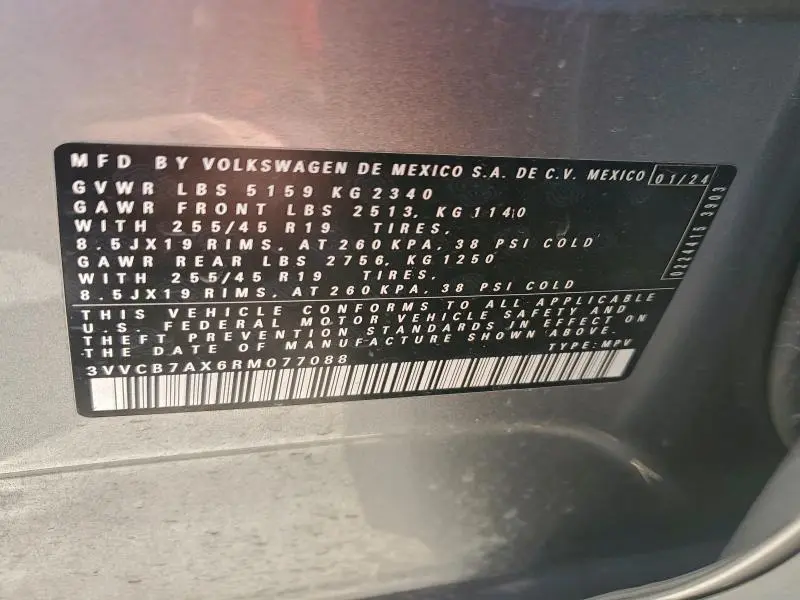 MFD BY VOLKSWAGEN DE MEXICO S.A. DE C.V. MEXICO 01/24
GVWR LBS 5159 KG 2340
GAWR FRONT LBS 2513, KG 1140
WITH 255/45 R19 TIRES,
8.5JX19 RIMS, AT 260 KPA, 38 PSI COLD
GAWR REAR LBS 2756, KG 1250
WITH 255/45 R19 TIRES,
8.5JX19 RIMS, AT 260 KPA, 38 PSI COLD
THIS VEHICLE CONFORMS TO ALL APPLICABLE
U.S. FEDERAL MOTOR VEHICLE SAFETY AND
THEFT PREVENTION STANDARDS IN EFFECT ON
THE DATE OF MANUFACTURE SHOWN ABOVE.
TYPE: MPV
3VVCB7AX6RM077088
0224415 3903